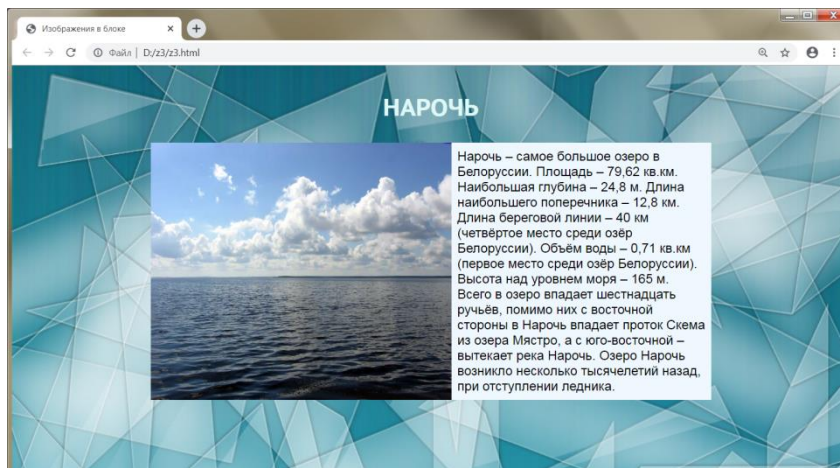 Изображения в блоке
Файл | D:/z3/z3.html
НАРОЧЬ
Нарочь – самое большое озеро в
Белоруссии. Площадь – 79,62 кв.км.
Наибольшая глубина – 24,8 м. Длина
наибольшего поперечника – 12,8 км.
Длина береговой линии – 40 км
(четвёртое место среди озёр
Белоруссии). Объём воды – 0,71 кв.км
(первое место среди озёр Белоруссии).
Высота над уровнем моря – 165 м.
Всего в озеро впадает шестнадцать
ручьёв, помимо них с восточной
стороны в Нарочь впадает проток Скема
из озера Мястро, а с юго-восточной –
вытекает река Нарочь. Озеро Нарочь
возникло несколько тысячелетий назад,
при отступлении ледника.